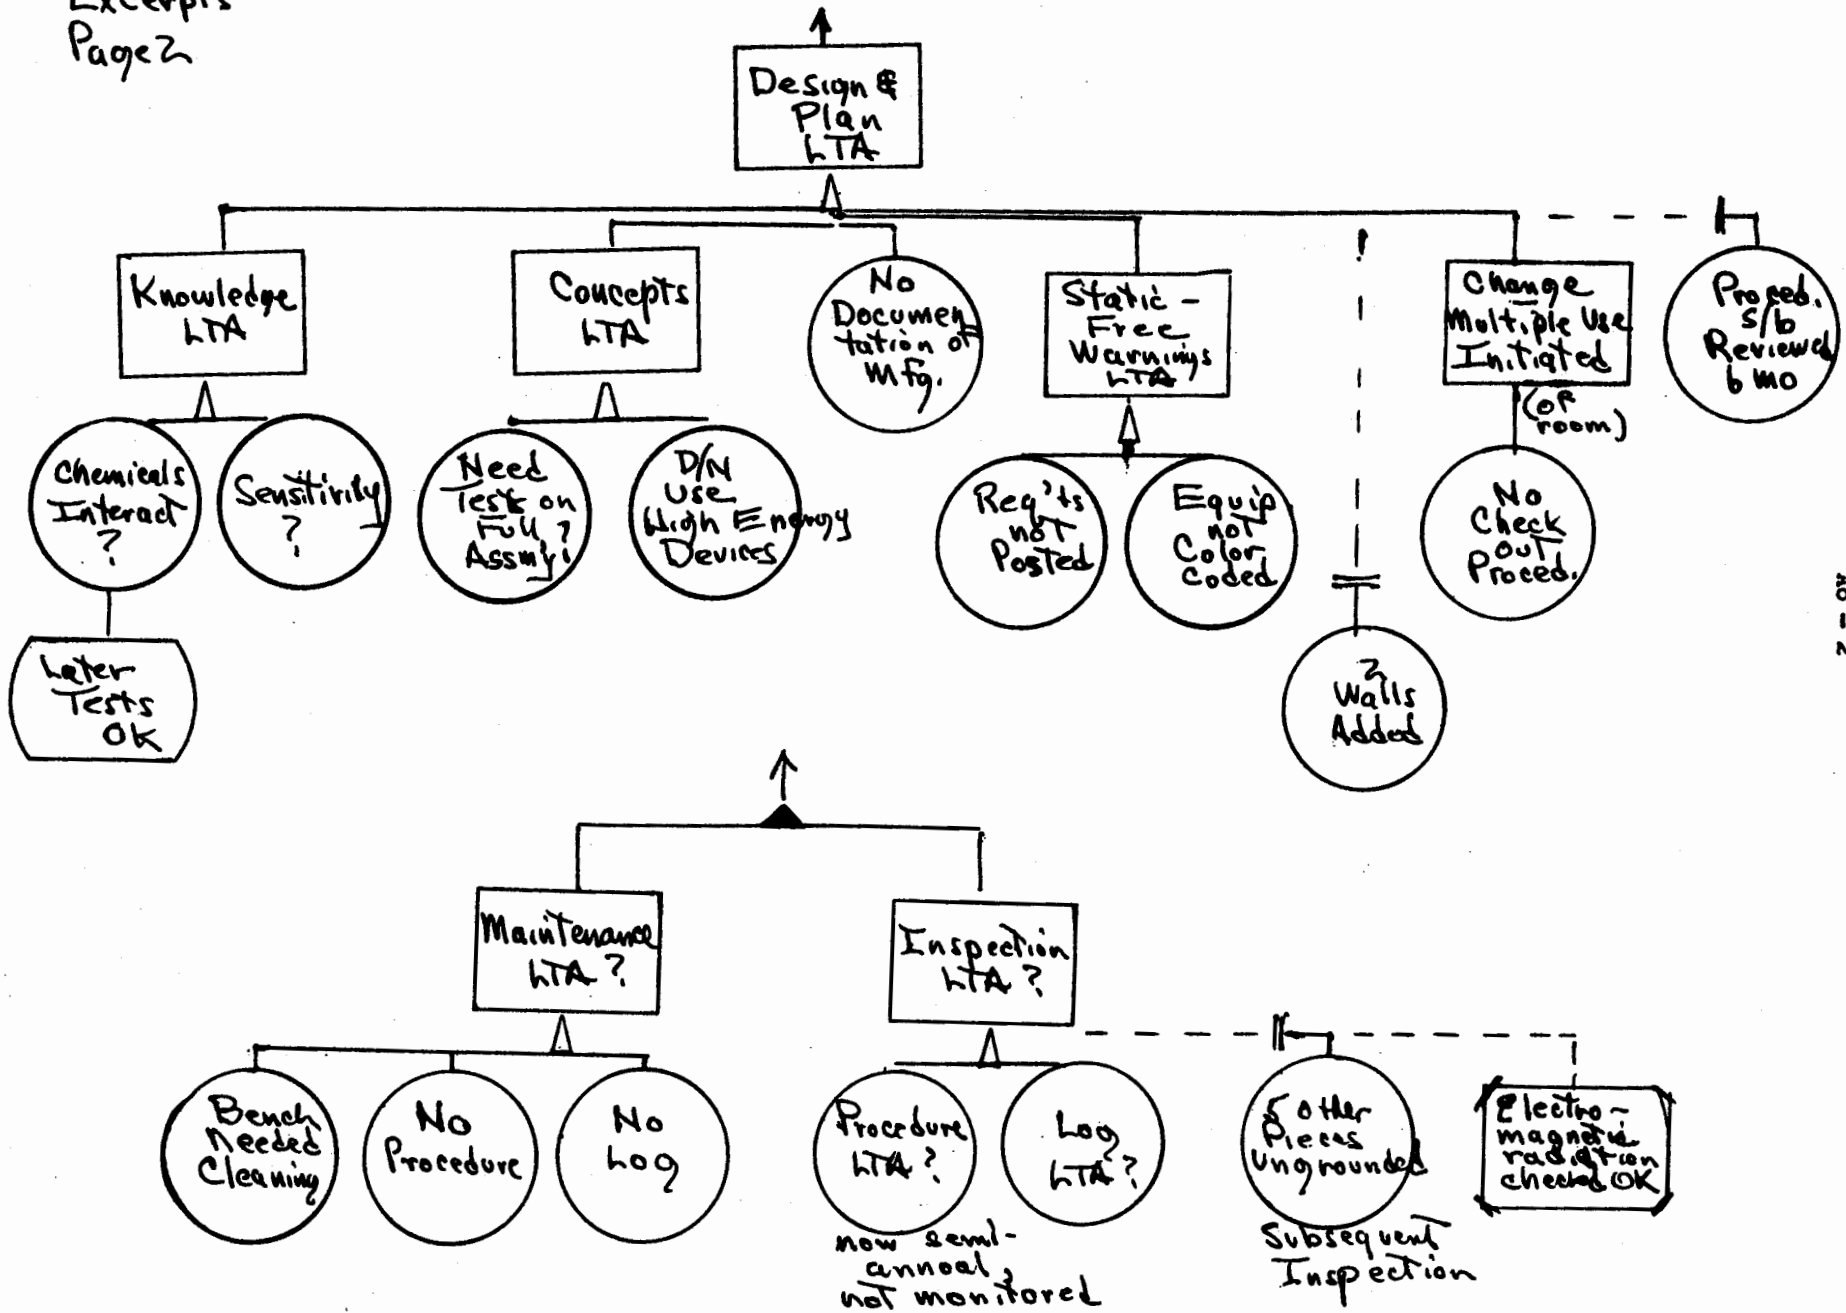 Excerpts
Page 2
Design &
Plan
LTA
Knowledge
LTA
Concepts
LTA
No
Documen
tation of
Mfg.
Static -
Free
Warnings
LTA
Change
Multiple Use
Initiated
(of
room)
Proced.
s/b
Reviewed
6 mo
Chemicals
Interact
?
Sensitivity
?
Need
Tests on
Full ?
Assmy.
D/N
Use
High Energy
Devices
Req'ts
not
Posted
Equip
not
Color
Coded
No
Check
out
Proced.
Later
Tests
OK
2
Walls
Added
Maintenance
LTA ?
Inspection
LTA ?
Bench
Needed
Cleaning
No
Procedure
No
Log
Procedure
LTA ?
now semi-
annual,
not monitored
Log
LTA ?
5 other
Pieces
ungrounded
Subsequent
Inspection
Electro-
magnetic
radiation
checked OK